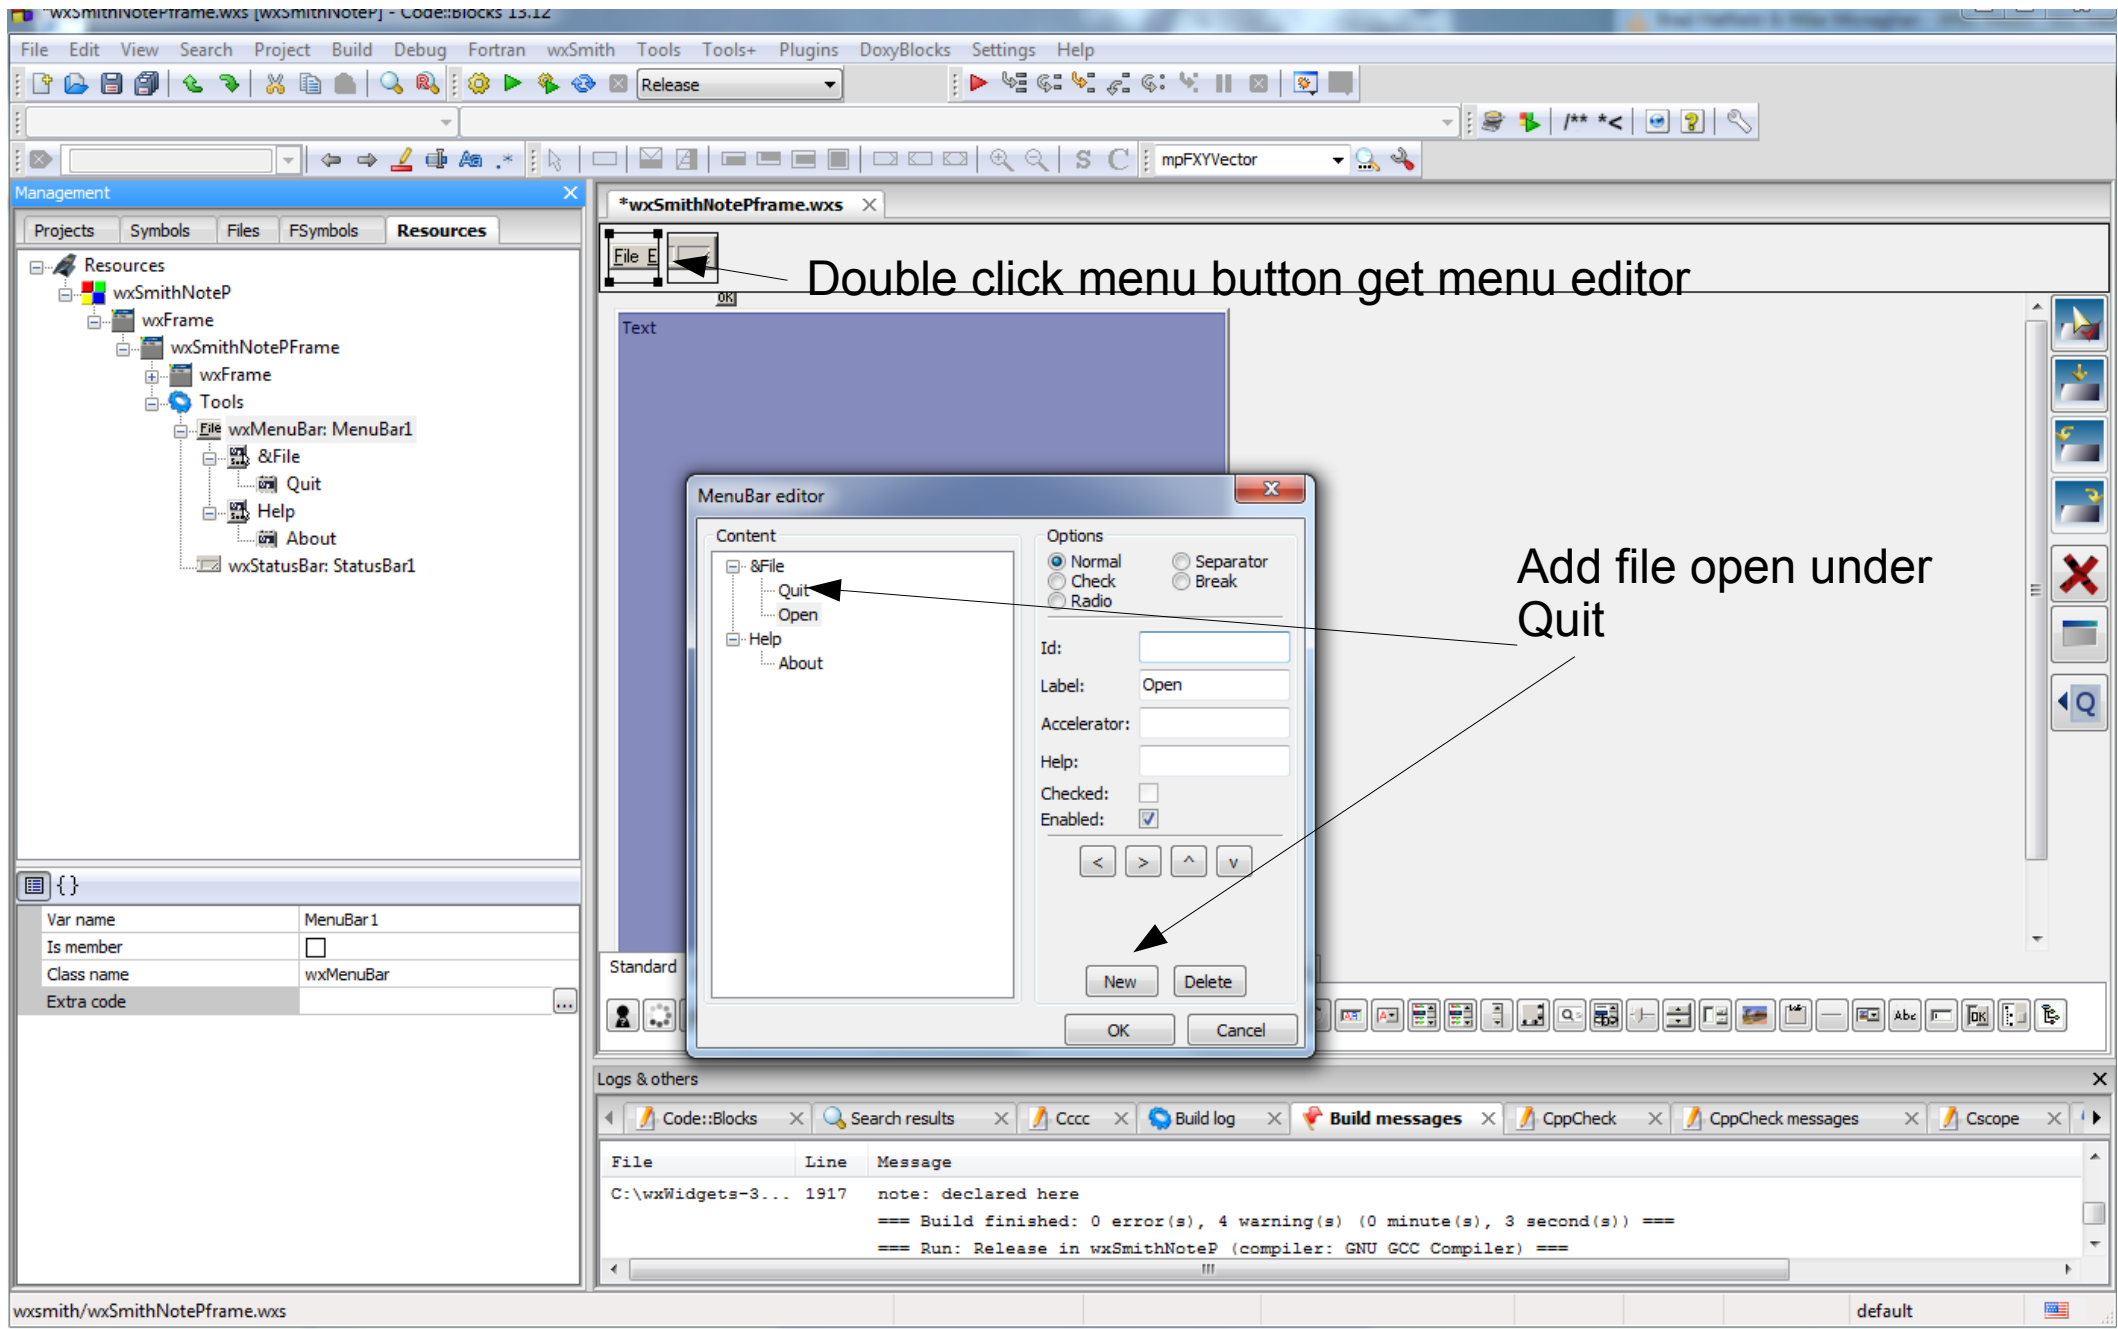 *wxSmithNotePframe.wxs [wxSmithNoteP] - Code::Blocks 13.12
File Edit View Search Project Build Debug Fortran wxSmith Tools Tools+ Plugins DoxyBlocks Settings Help
Release
/** *<
S C mpFXYVector
Management
Projects Symbols Files FSymbols Resources
*wxSmithNotePframe.wxs
Resources
wxSmithNoteP
wxFrame
wxSmithNotePFrame
wxFrame
Tools
File wxMenuBar: MenuBar1
&File
Quit
Help
About
wxStatusBar: StatusBar1
File E
Double click menu button get menu editor
OK
Text
MenuBar editor
Content
&File
Quit
Open
Help
About
Options
Normal Separator
Check Break
Radio
Id:
Label: Open
Accelerator:
Help:
Checked:
Enabled:
< > ^ v
New Delete
OK Cancel
Add file open under
Quit
Q
{}
Var name MenuBar1
Is member
Class name wxMenuBar
Extra code ...
Standard
Abc OK
Logs & others
Code::Blocks Search results Cccc Build log Build messages CppCheck CppCheck messages Cscope
File Line Message
C:\wxWidgets-3... 1917 note: declared here
=== Build finished: 0 error(s), 4 warning(s) (0 minute(s), 3 second(s)) ===
=== Run: Release in wxSmithNoteP (compiler: GNU GCC Compiler) ===
wxsmith/wxSmithNotePframe.wxs default